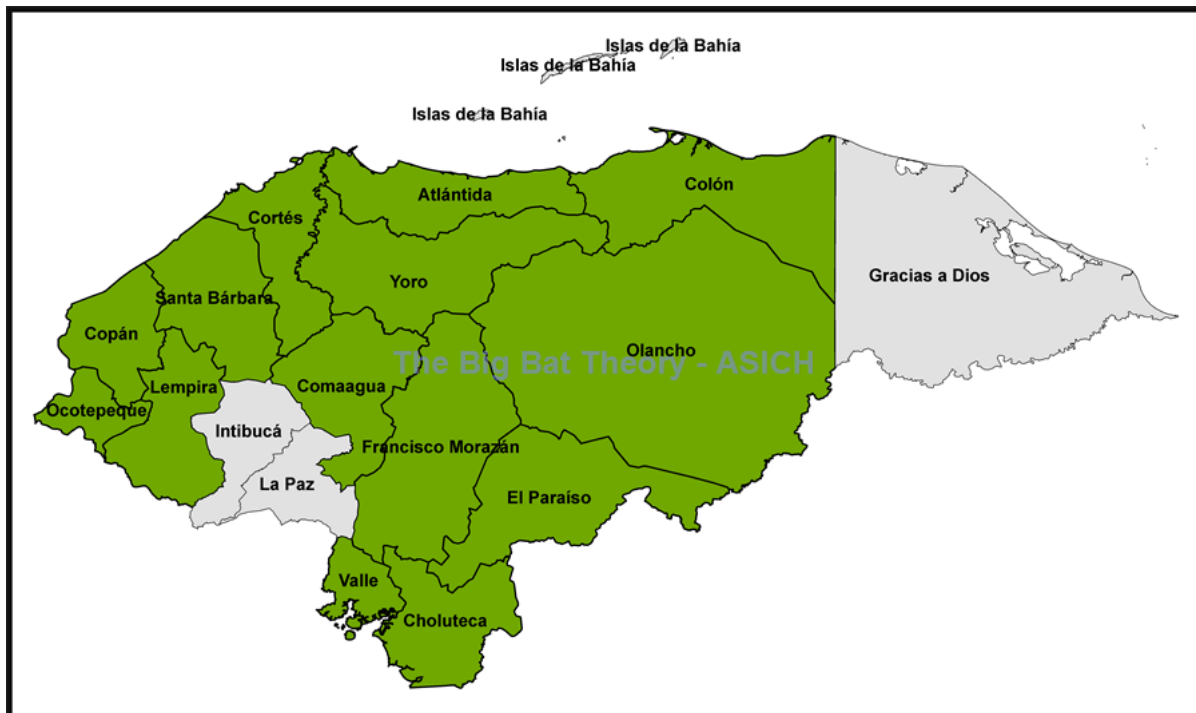 Islas de la Bahía
Islas de la Bahía
Islas de la Bahía
Atlántida
Colón
Cortés
Yoro
Gracias a Dios
Santa Bárbara
Copán
Olancho
The Big Bat Theory - ASICH
Lempira
Comaagua
Ocotepeque
Intibucá
Francisco Morazán
La Paz
El Paraíso
Valle
Choluteca